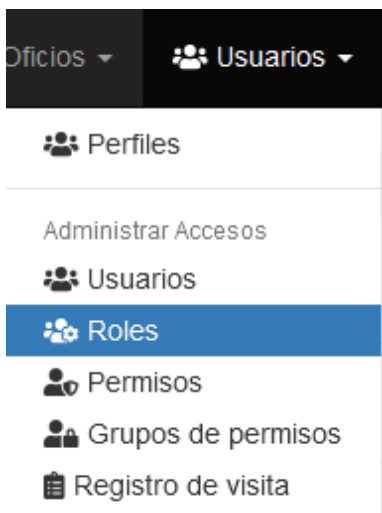 Oficios Usuarios
Perfiles
Administrar Accesos
Usuarios
Roles
Permisos
Grupos de permisos
Registro de visita